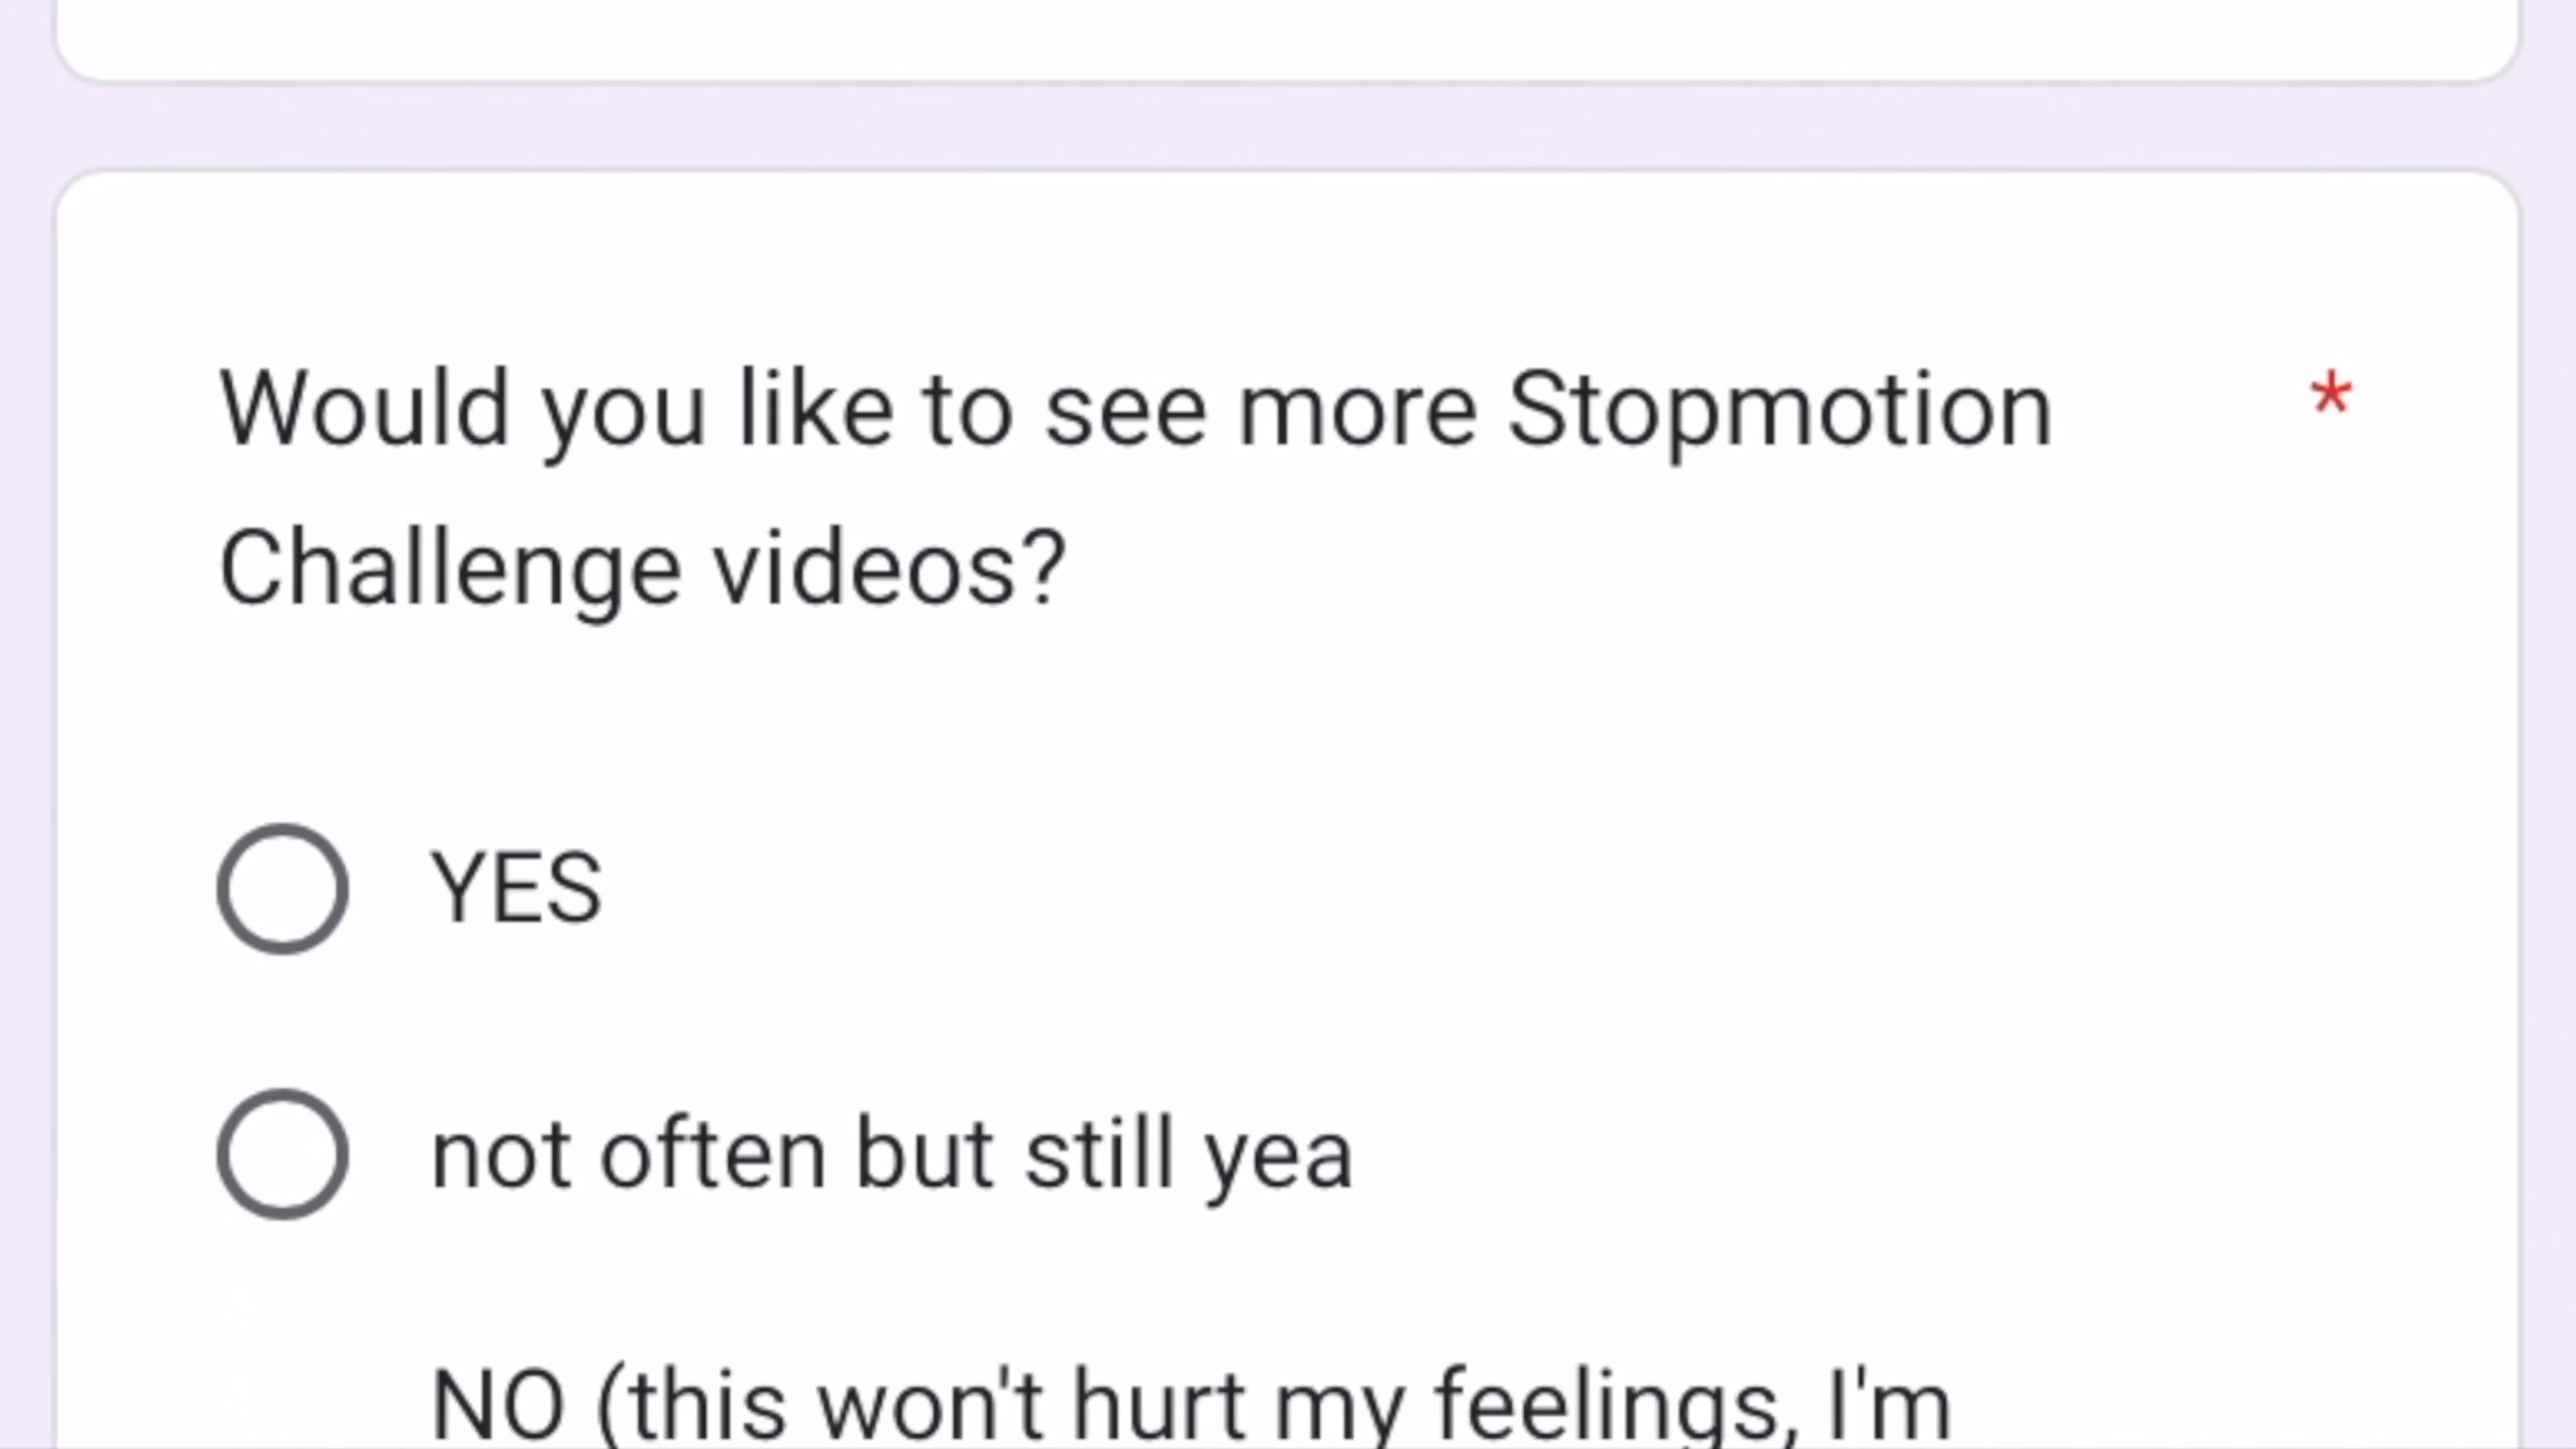 Would you like to see more Stopmotion *
Challenge videos?
YES
not often but still yea
NO (this won't hurt my feelings, I'm